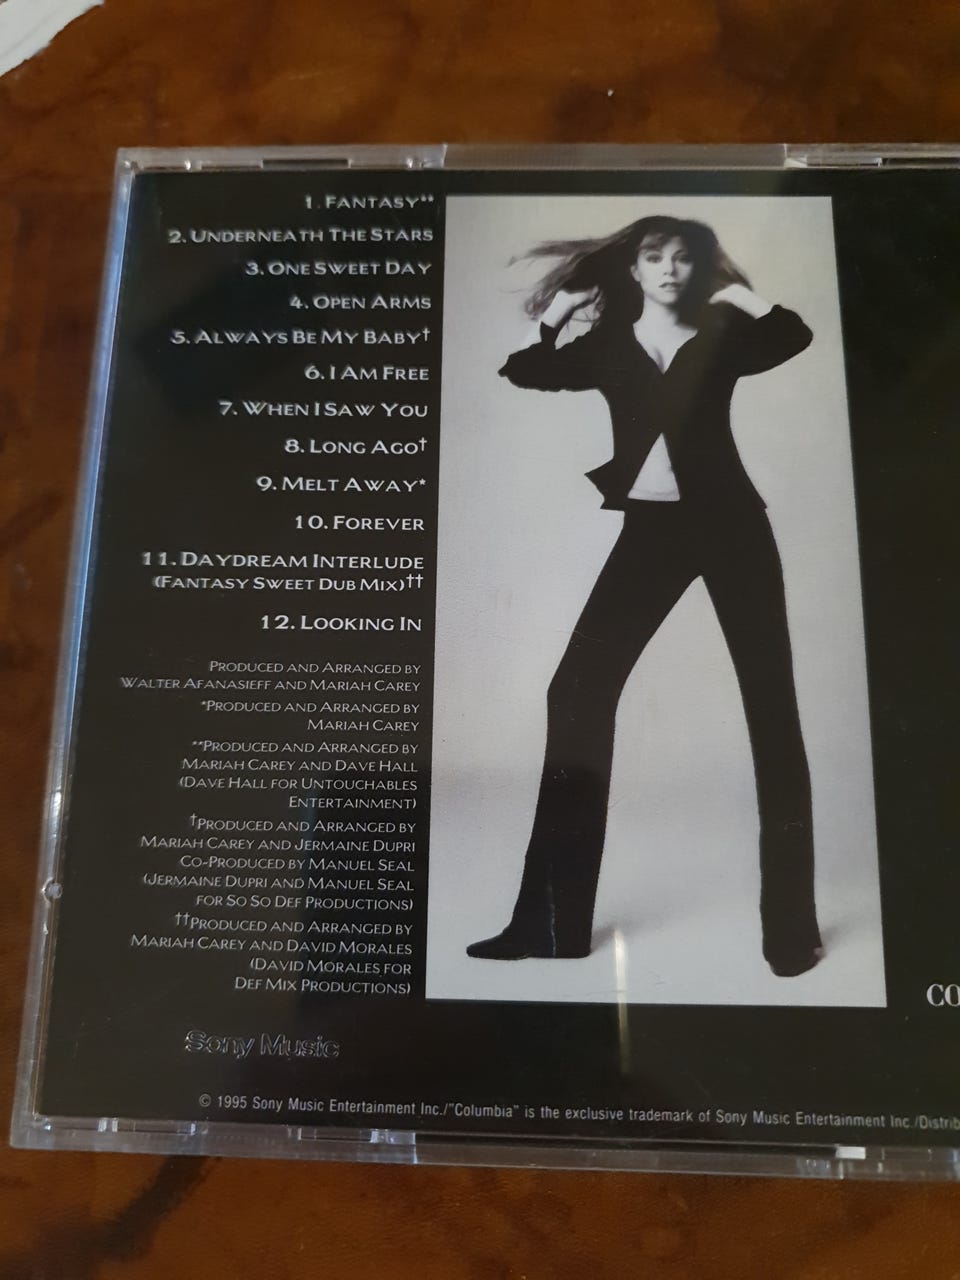 1. FANTASY**
2. UNDERNEATH THE STARS
3. ONE SWEET DAY
4. OPEN ARMS
5. ALWAYS BE MY BABY†
6. I AM FREE
7. WHEN I SAW YOU
8. LONG AGO†
9. MELT AWAY*
10. FOREVER
11. DAYDREAM INTERLUDE
(FANTASY SWEET DUB MIX)††
12. LOOKING IN
PRODUCED AND ARRANGED BY
WALTER AFANASIEFF AND MARIAH CAREY
*PRODUCED AND ARRANGED BY
MARIAH CAREY
**PRODUCED AND ARRANGED BY
MARIAH CAREY AND DAVE HALL
(DAVE HALL FOR UNTOUCHABLES
ENTERTAINMENT)
†PRODUCED AND ARRANGED BY
MARIAH CAREY AND JERMAINE DUPRI
CO-PRODUCED BY MANUEL SEAL
(JERMAINE DUPRI AND MANUEL SEAL
FOR SO SO DEF PRODUCTIONS)
††PRODUCED AND ARRANGED BY
MARIAH CAREY AND DAVID MORALES
(DAVID MORALES FOR
DEF MIX PRODUCTIONS)
CO
Sony Music
© 1995 Sony Music Entertainment Inc./"Columbia" is the exclusive trademark of Sony Music Entertainment Inc./Distrib